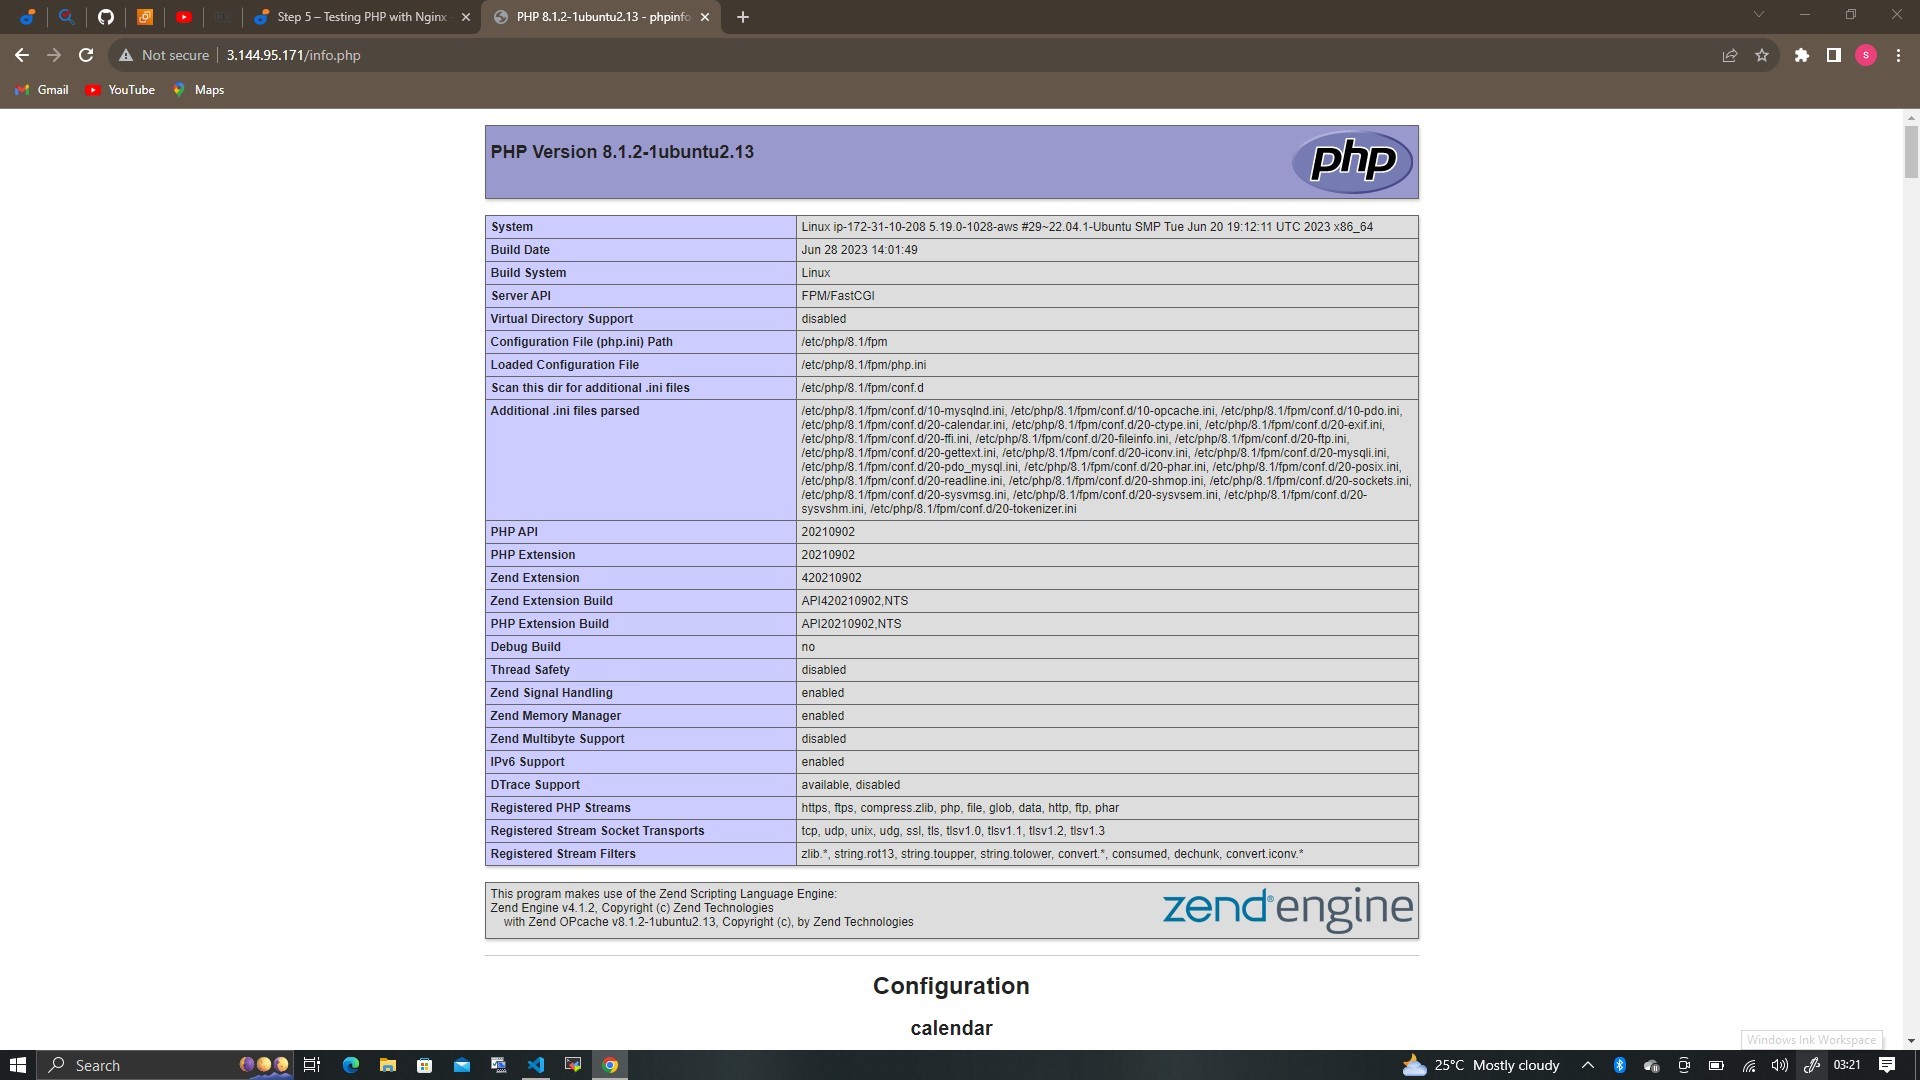 Step 5 – Testing PHP with Nginx
PHP 8.1.2-1ubuntu2.13 - phpinfo
Not secure
3.144.95.171/info.php
S
Gmail
YouTube
Maps
PHP Version 8.1.2-1ubuntu2.13
php
System Linux ip-172-31-10-208 5.19.0-1028-aws #29~22.04.1-Ubuntu SMP Tue Jun 20 19:12:11 UTC 2023 x86_64
Build Date Jun 28 2023 14:01:49
Build System Linux
Server API FPM/FastCGI
Virtual Directory Support disabled
Configuration File (php.ini) Path /etc/php/8.1/fpm
Loaded Configuration File /etc/php/8.1/fpm/php.ini
Scan this dir for additional .ini files /etc/php/8.1/fpm/conf.d
Additional .ini files parsed /etc/php/8.1/fpm/conf.d/10-mysqlnd.ini, /etc/php/8.1/fpm/conf.d/10-opcache.ini, /etc/php/8.1/fpm/conf.d/10-pdo.ini,
/etc/php/8.1/fpm/conf.d/20-calendar.ini, /etc/php/8.1/fpm/conf.d/20-ctype.ini, /etc/php/8.1/fpm/conf.d/20-exif.ini,
/etc/php/8.1/fpm/conf.d/20-ffi.ini, /etc/php/8.1/fpm/conf.d/20-fileinfo.ini, /etc/php/8.1/fpm/conf.d/20-ftp.ini,
/etc/php/8.1/fpm/conf.d/20-gettext.ini, /etc/php/8.1/fpm/conf.d/20-iconv.ini, /etc/php/8.1/fpm/conf.d/20-mysqli.ini,
/etc/php/8.1/fpm/conf.d/20-pdo_mysql.ini, /etc/php/8.1/fpm/conf.d/20-phar.ini, /etc/php/8.1/fpm/conf.d/20-posix.ini,
/etc/php/8.1/fpm/conf.d/20-readline.ini, /etc/php/8.1/fpm/conf.d/20-shmop.ini, /etc/php/8.1/fpm/conf.d/20-sockets.ini,
/etc/php/8.1/fpm/conf.d/20-sysvmsg.ini, /etc/php/8.1/fpm/conf.d/20-sysvsem.ini, /etc/php/8.1/fpm/conf.d/20-
sysvshm.ini, /etc/php/8.1/fpm/conf.d/20-tokenizer.ini
PHP API 20210902
PHP Extension 20210902
Zend Extension 420210902
Zend Extension Build API420210902,NTS
PHP Extension Build API20210902,NTS
Debug Build no
Thread Safety disabled
Zend Signal Handling enabled
Zend Memory Manager enabled
Zend Multibyte Support disabled
IPv6 Support enabled
DTrace Support available, disabled
Registered PHP Streams https, ftps, compress.zlib, php, file, glob, data, http, ftp, phar
Registered Stream Socket Transports tcp, udp, unix, udg, ssl, tls, tlsv1.0, tlsv1.1, tlsv1.2, tlsv1.3
Registered Stream Filters zlib.*, string.rot13, string.toupper, string.tolower, convert.*, consumed, dechunk, convert.iconv.*
This program makes use of the Zend Scripting Language Engine:
Zend Engine v4.1.2, Copyright (c) Zend Technologies
with Zend OPcache v8.1.2-1ubuntu2.13, Copyright (c), by Zend Technologies
zend® engine
Configuration
calendar
Windows Ink Workspace
Search
25°C Mostly cloudy
03:21